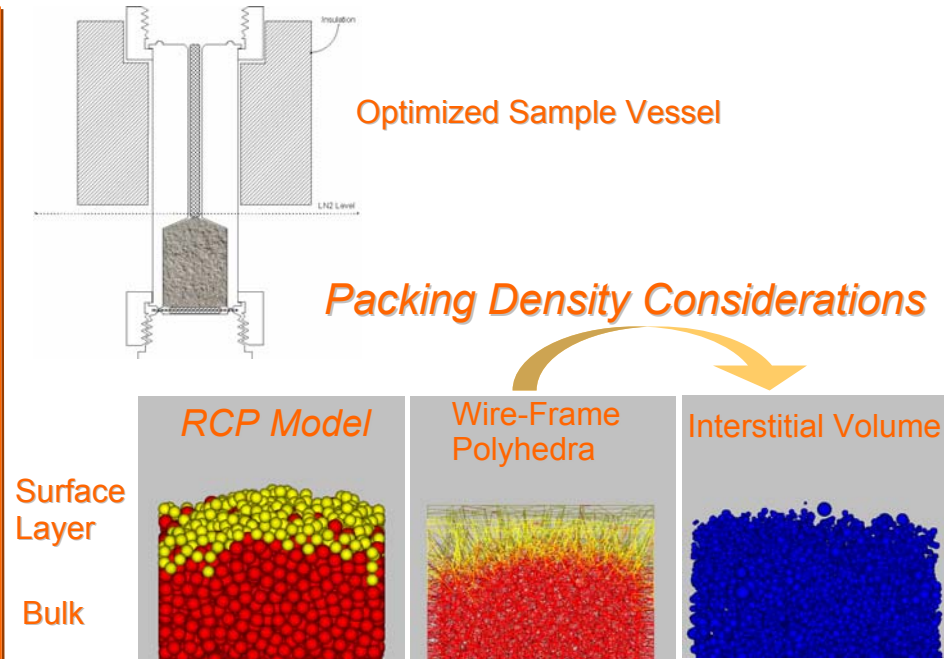 Insulation
Optimized Sample Vessel
LN2 Level
Packing Density Considerations
RCP Model
Wire-Frame
Polyhedra
Interstitial Volume
Surface
Layer
Bulk